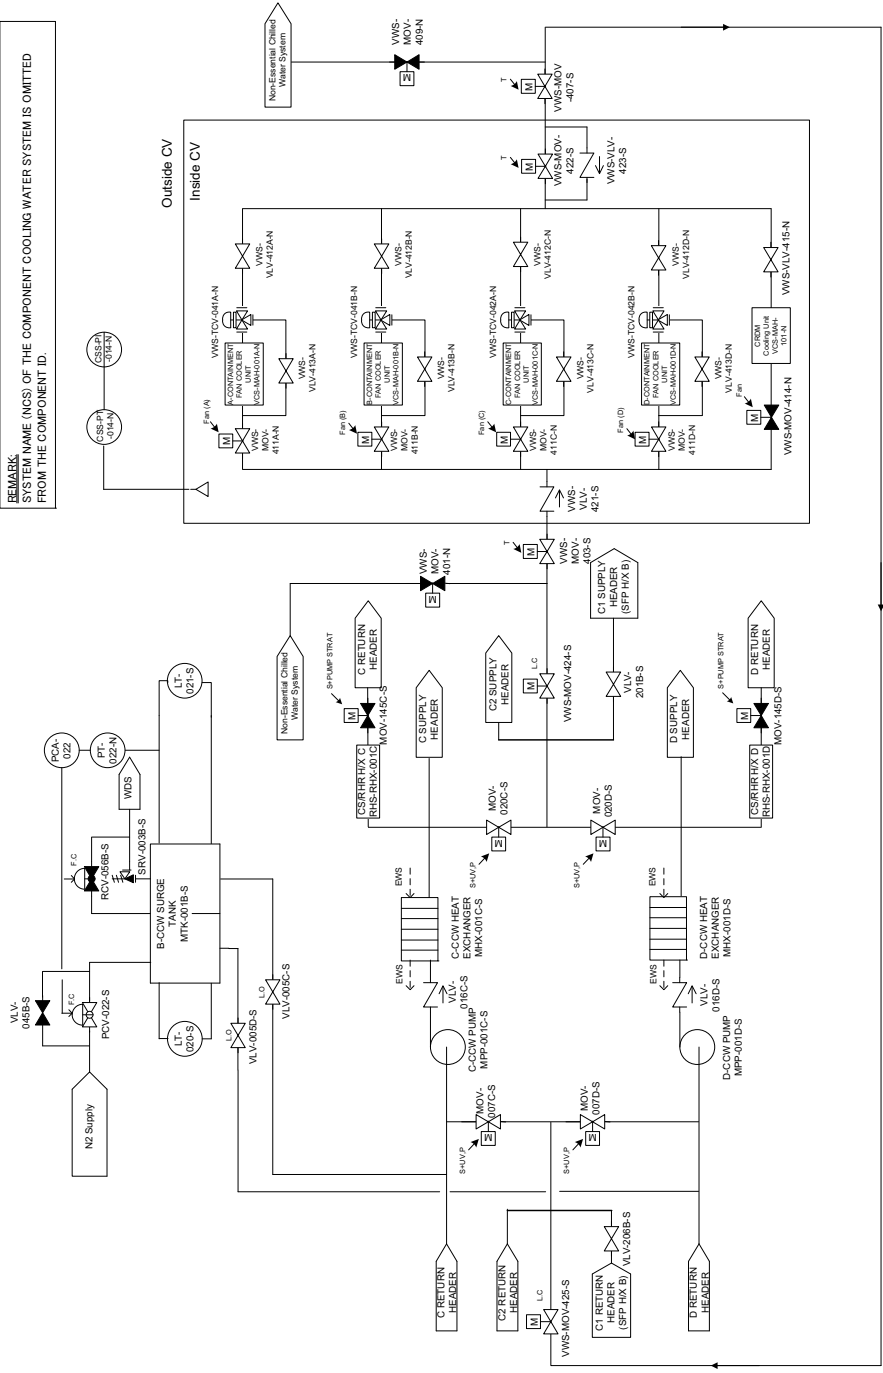 REMARK:
SYSTEM NAME (NCS) OF THE COMPONENT COOLING WATER SYSTEM IS OMITTED
FROM THE COMPONENT ID.
N2 Supply
VLV-
045B-S
F.C
PCV-022-S
LT-
020-S
B-CCW SURGE
TANK
MTK-001B-S
PCA-
022
PT-
022-N
F.C
RCV-056B-S
SRV-003B-S
WDS
LT-
021-S
L.O
VLV-005D-S
L.O
VLV-005C-S
C RETURN
HEADER
C2 RETURN
HEADER
L.C
M
VWS-MOV-425-S
C1 RETURN
HEADER
(SFP H/X B)
VLV-206B-S
D RETURN
HEADER
S+UV,P
M
MOV-
007C-S
S+UV,P
M
MOV-
007D-S
C-CCW PUMP
MPP-001C-S
VLV-
016C-S
EWS
EWS
C-CCW HEAT
EXCHANGER
MHX-001C-S
D-CCW PUMP
MPP-001D-S
VLV-
016D-S
EWS
EWS
D-CCW HEAT
EXCHANGER
MHX-001D-S
S+UV,P
M
MOV-
020C-S
S+UV,P
M
MOV-
020D-S
CS/RHR H/X C
RHS-RHX-001C
S+PUMP STRAT
M
MOV-145C-S
C RETURN
HEADER
C SUPPLY
HEADER
C2 SUPPLY
HEADER
L.C
M
VWS-MOV-424-S
VLV-
201B-S
C1 SUPPLY
HEADER
(SFP H/X B)
D SUPPLY
HEADER
CS/RHR H/X D
RHS-RHX-001D
S+PUMP STRAT
M
MOV-145D-S
D RETURN
HEADER
Non-Essential Chilled
Water System
M
VWS-
MOV-
401-N
T
M
VWS-
MOV-
403-S
CSS-PT
-014-N
CSS-PI
-014-N
Outside CV
Inside CV
VWS-
VLV-
421-S
Fan (A)
M
VWS-
MOV-
411A-N
A-CONTAINMENT
FAN COOLER
UNIT
VCS-MAH-001A-N
VWS-
VLV-413A-N
VWS-TCV-041A-N
VWS-
VLV-412A-N
Fan (B)
M
VWS-
MOV-
411B-N
B-CONTAINMENT
FAN COOLER
UNIT
VCS-MAH-001B-N
VWS-
VLV-413B-N
VWS-TCV-041B-N
VWS-
VLV-412B-N
Fan (C)
M
VWS-
MOV-
411C-N
C-CONTAINMENT
FAN COOLER
UNIT
VCS-MAH-001C-N
VWS-
VLV-413C-N
VWS-TCV-042A-N
VWS-
VLV-412C-N
Fan (D)
M
VWS-
MOV-
411D-N
D-CONTAINMENT
FAN COOLER
UNIT
VCS-MAH-001D-N
VWS-
VLV-413D-N
VWS-TCV-042B-N
VWS-
VLV-412D-N
Fan
M
VWS-MOV-414-N
CRDM
Cooling Unit
VCS-MAH-
101-N
VWS-VLV-415-N
T
M
VWS-MOV-
422-S
VWS-VLV-
423-S
T
M
VWS-MOV
-407-S
Non-Essential Chilled
Water System
M
VWS-
MOV-
409-N